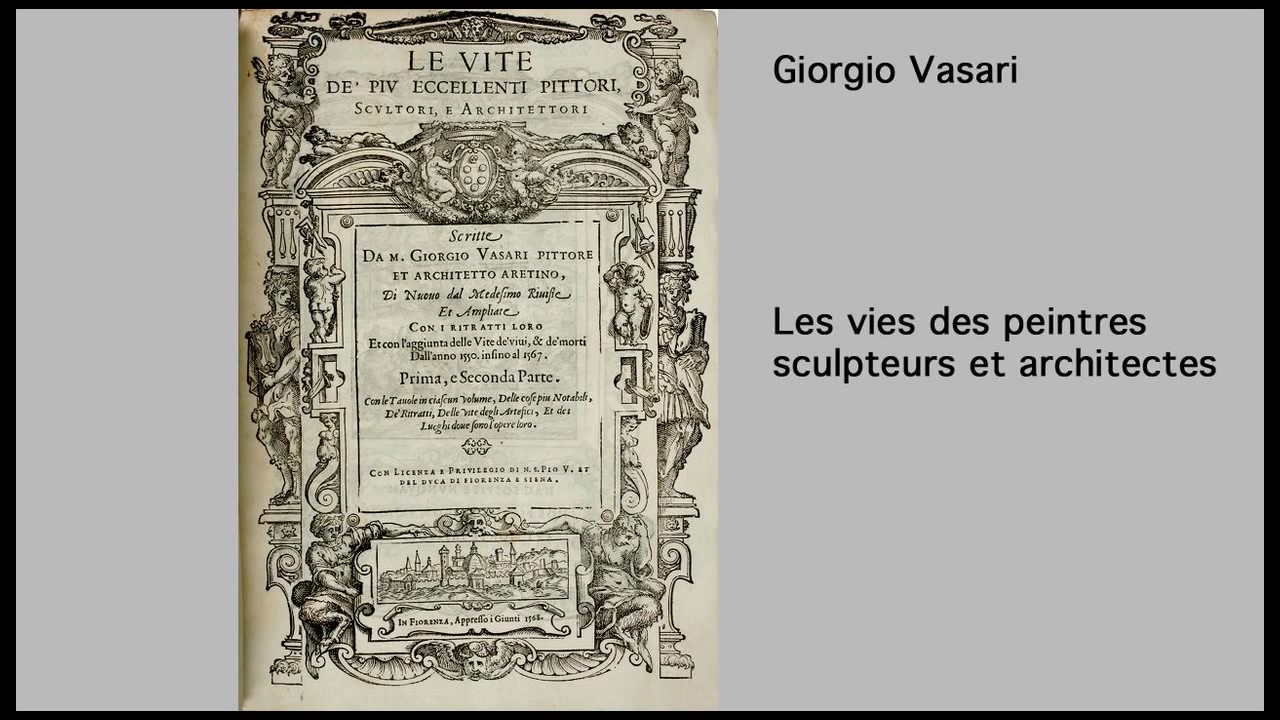 LE VITE
DE' PIV ECCELLENTI PITTORI,
SCVLTORI, E ARCHITETTORI
Scritte
DA M. GIORGIO VASARI PITTORE
ET ARCHITETTO ARETINO,
Di Nuouo dal Medesimo Riuiste
Et Ampliate
CON I RITRATTI LORO
Et con l'aggiunta delle Vite de' viui, & de' morti
Dall'anno 1550. insino al 1567.
Prima, e Seconda Parte.
Con le Tauole in ciascun volume, Delle cose piu Notabili,
De' Ritratti, Delle vite degli Artefici, Et dei
Luoghi doue sono l'opere loro.
CON LICENZA E PRIVILEGIO DI N. S. PIO V. ET
DEL DVCA DI FIORENZA E SIENA.
IN FIORENZA, Appresso i Giunti 1568.
Giorgio Vasari
Les vies des peintres
sculpteurs et architectes